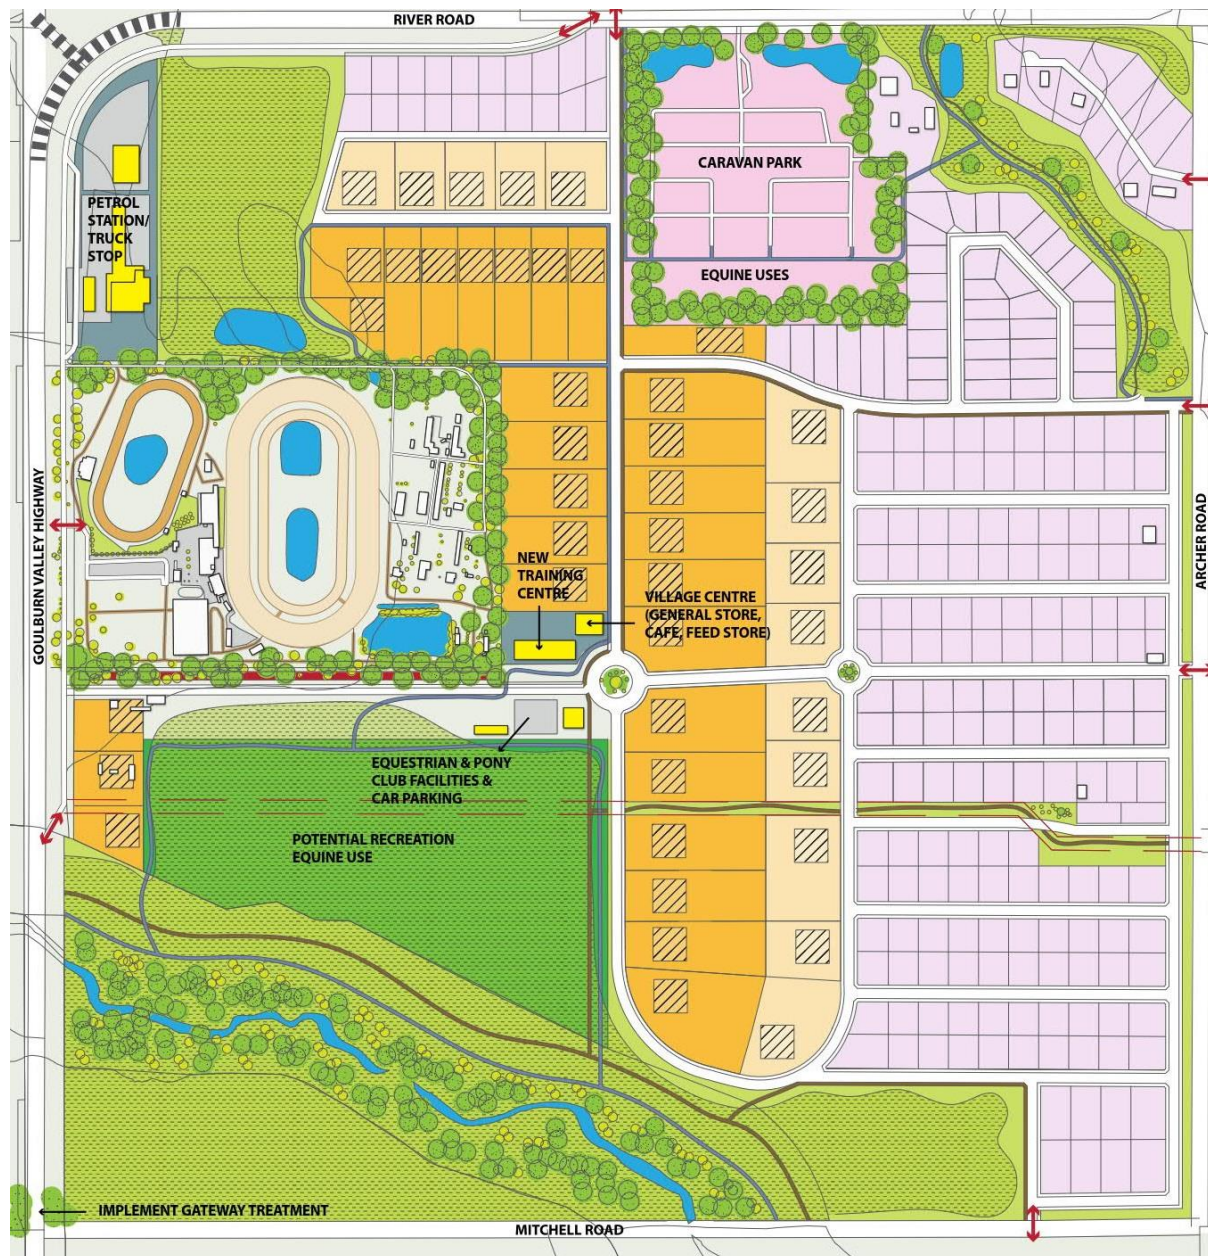 RIVER ROAD
CARAVAN PARK
PETROL
STATION/
TRUCK
STOP
EQUINE USES
GOULBURN VALLEY HIGHWAY
ARCHER ROAD
NEW
TRAINING
CENTRE
VILLAGE CENTRE
(GENERAL STORE,
CAFE, FEED STORE)
EQUESTRIAN & PONY
CLUB FACILITIES &
CAR PARKING
POTENTIAL RECREATION
EQUINE USE
IMPLEMENT GATEWAY TREATMENT
MITCHELL ROAD